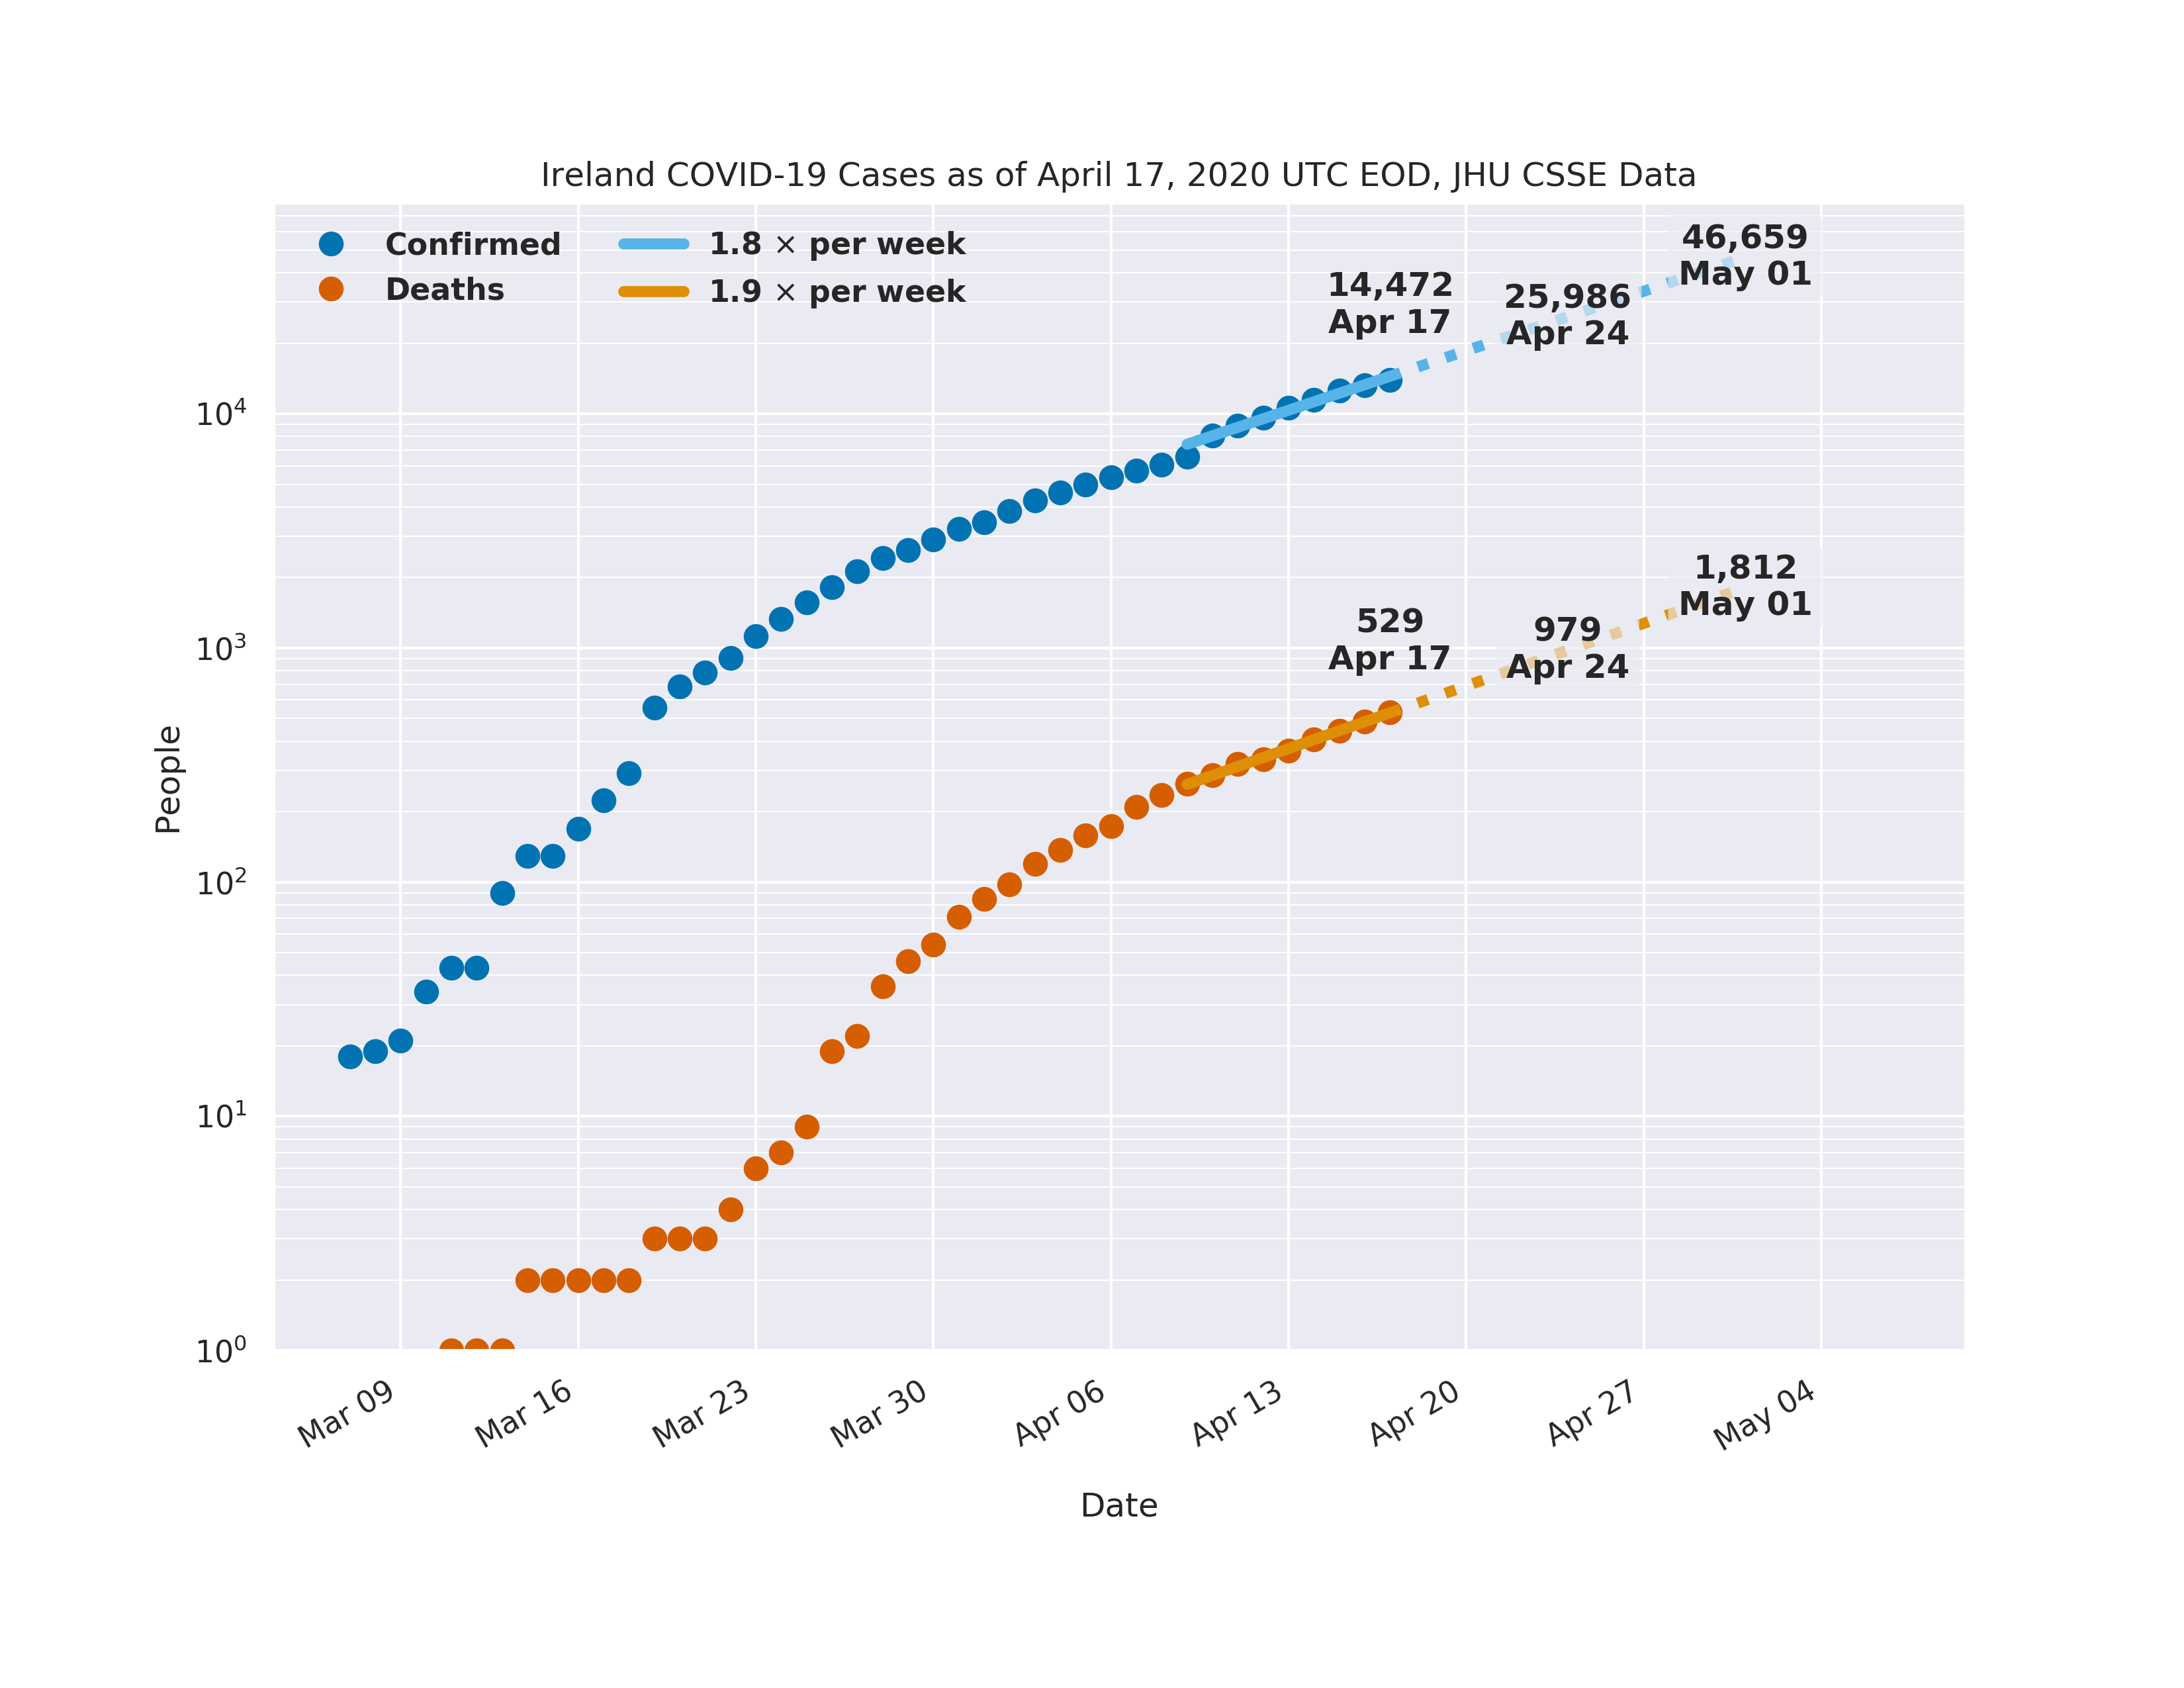 Ireland COVID-19 Cases as of April 17, 2020 UTC EOD, JHU CSSE Data
Confirmed
Deaths
1.8 × per week
1.9 × per week
14,472
Apr 17
25,986
Apr 24
46,659
May 01
529
Apr 17
979
Apr 24
1,812
May 01
People
10⁴
10³
10²
10¹
10⁰
Mar 09
Mar 16
Mar 23
Mar 30
Apr 06
Apr 13
Apr 20
Apr 27
May 04
Date